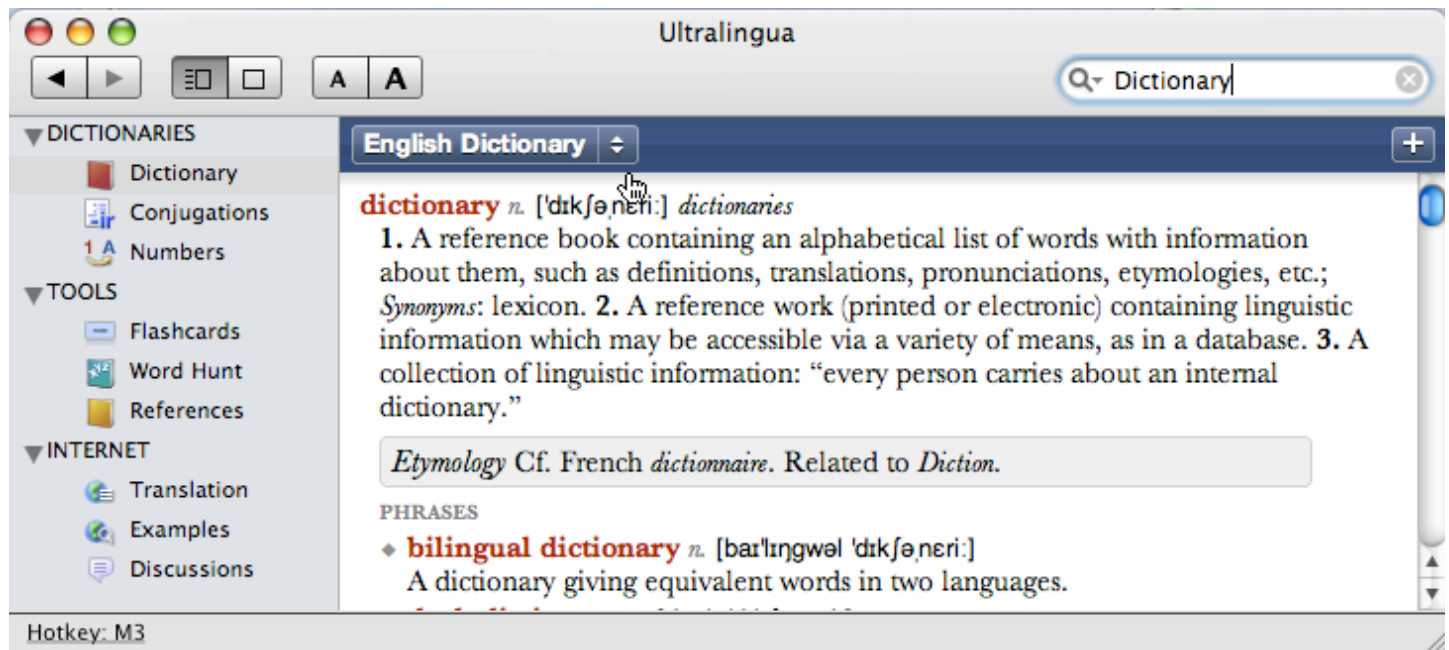 Ultralingua
A A
Dictionary
DICTIONARIES
Dictionary
Conjugations
Numbers
TOOLS
Flashcards
Word Hunt
References
INTERNET
Translation
Examples
Discussions
English Dictionary
+
dictionary n. ['dɪkʃəˌnɛriː] dictionaries
1. A reference book containing an alphabetical list of words with information
about them, such as definitions, translations, pronunciations, etymologies, etc.;
Synonyms: lexicon. 2. A reference work (printed or electronic) containing linguistic
information which may be accessible via a variety of means, as in a database. 3. A
collection of linguistic information: “every person carries about an internal
dictionary.”
Etymology Cf. French dictionnaire. Related to Diction.
PHRASES
bilingual dictionary n. [baɪ'lɪŋgwəl 'dɪkʃəˌnɛriː]
A dictionary giving equivalent words in two languages.
Hotkey: M3